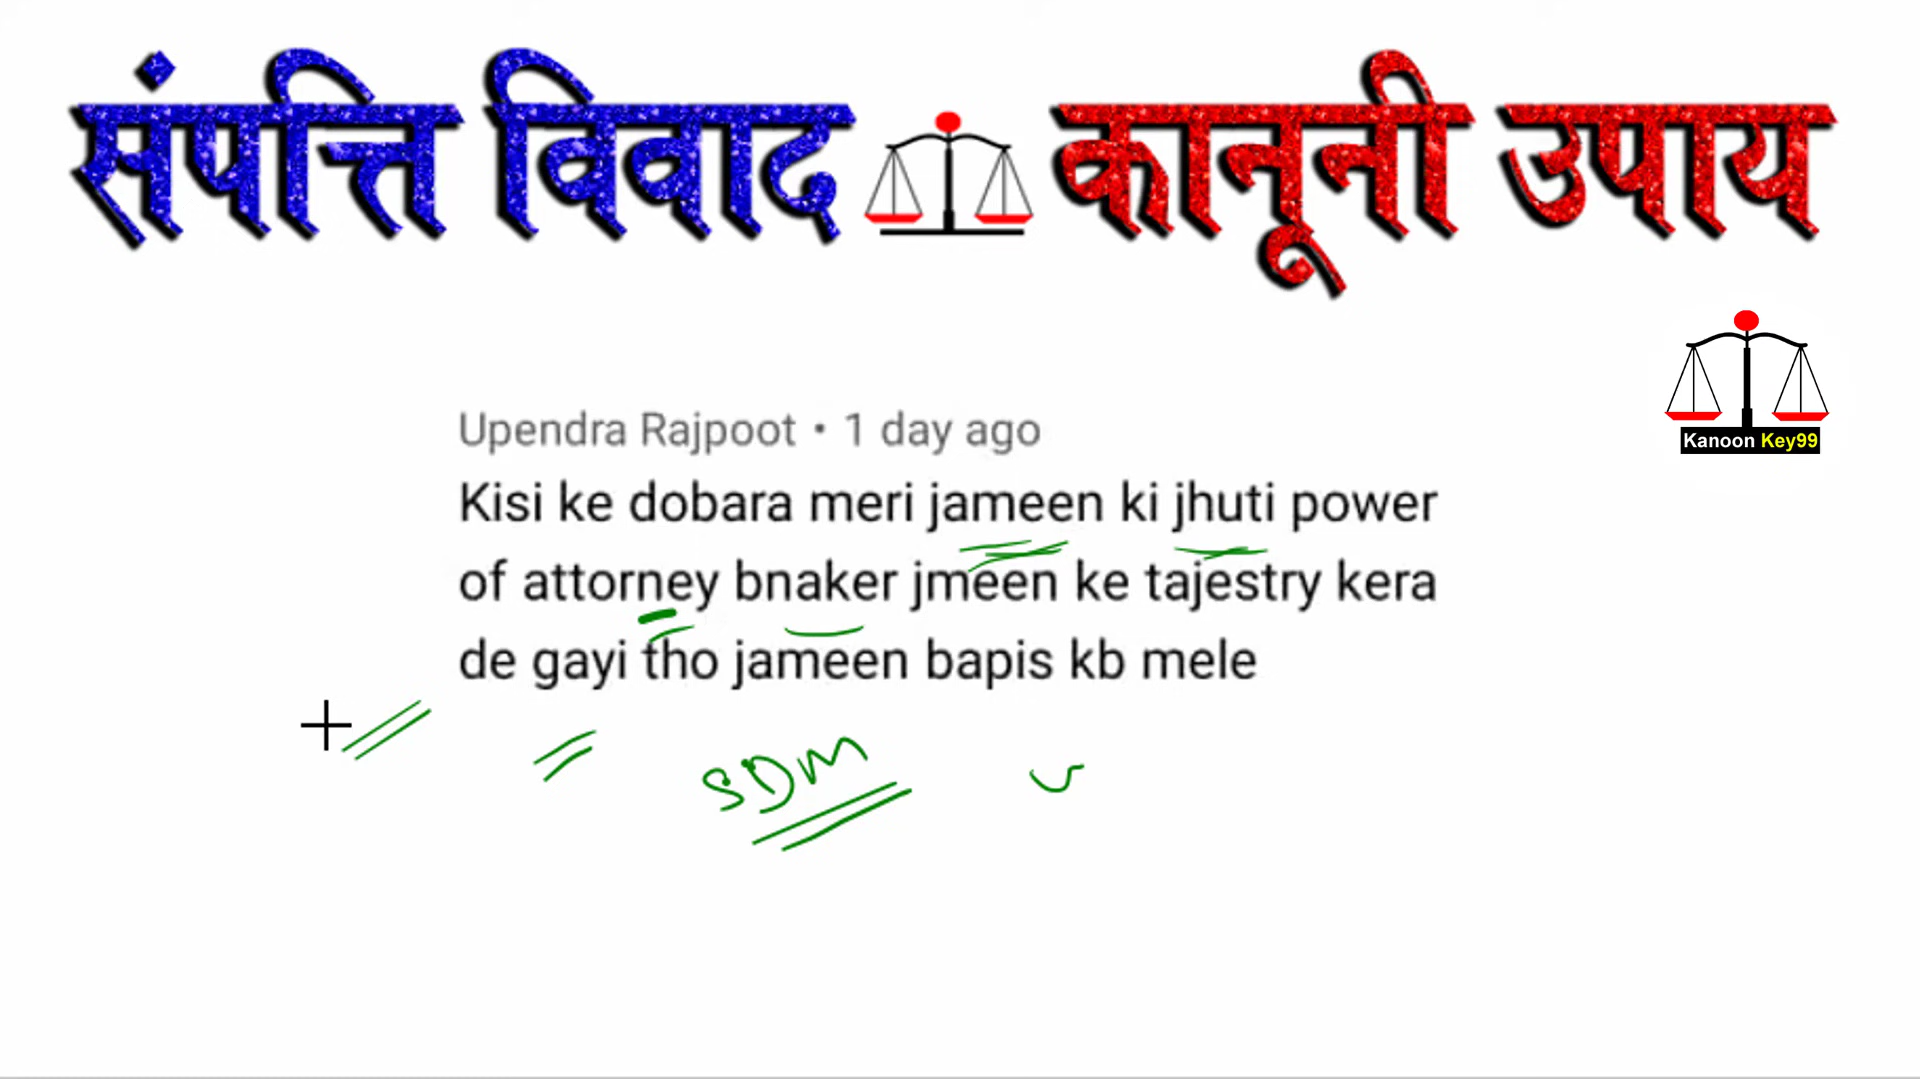 संपत्ति विवाद कानूनी उपाय
Kanoon Key99
Upendra Rajpoot • 1 day ago
Kisi ke dobara meri jameen ki jhuti power
of attorney bnaker jmeen ke tajestry kera
de gayi tho jameen bapis kb mele
SDM